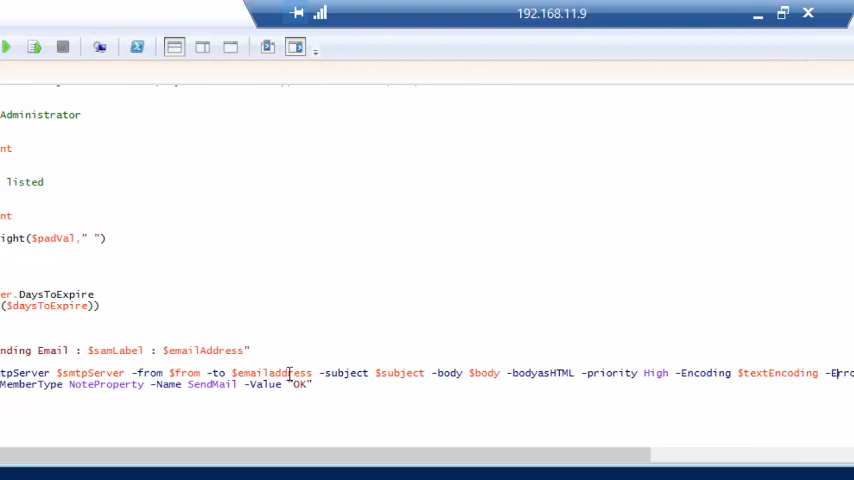 192.168.11.9
Administrator
nt
listed
nt
ight($padVal," ")
er.DaysToExpire
($daysToExpire))
nding Email : $samLabel : $emailAddress"
tpServer $smtpServer -from $from -to $emailaddress -subject $subject -body $body -bodyasHTML -priority High -Encoding $textEncoding -Erro
MemberType NoteProperty -Name SendMail -Value "OK"